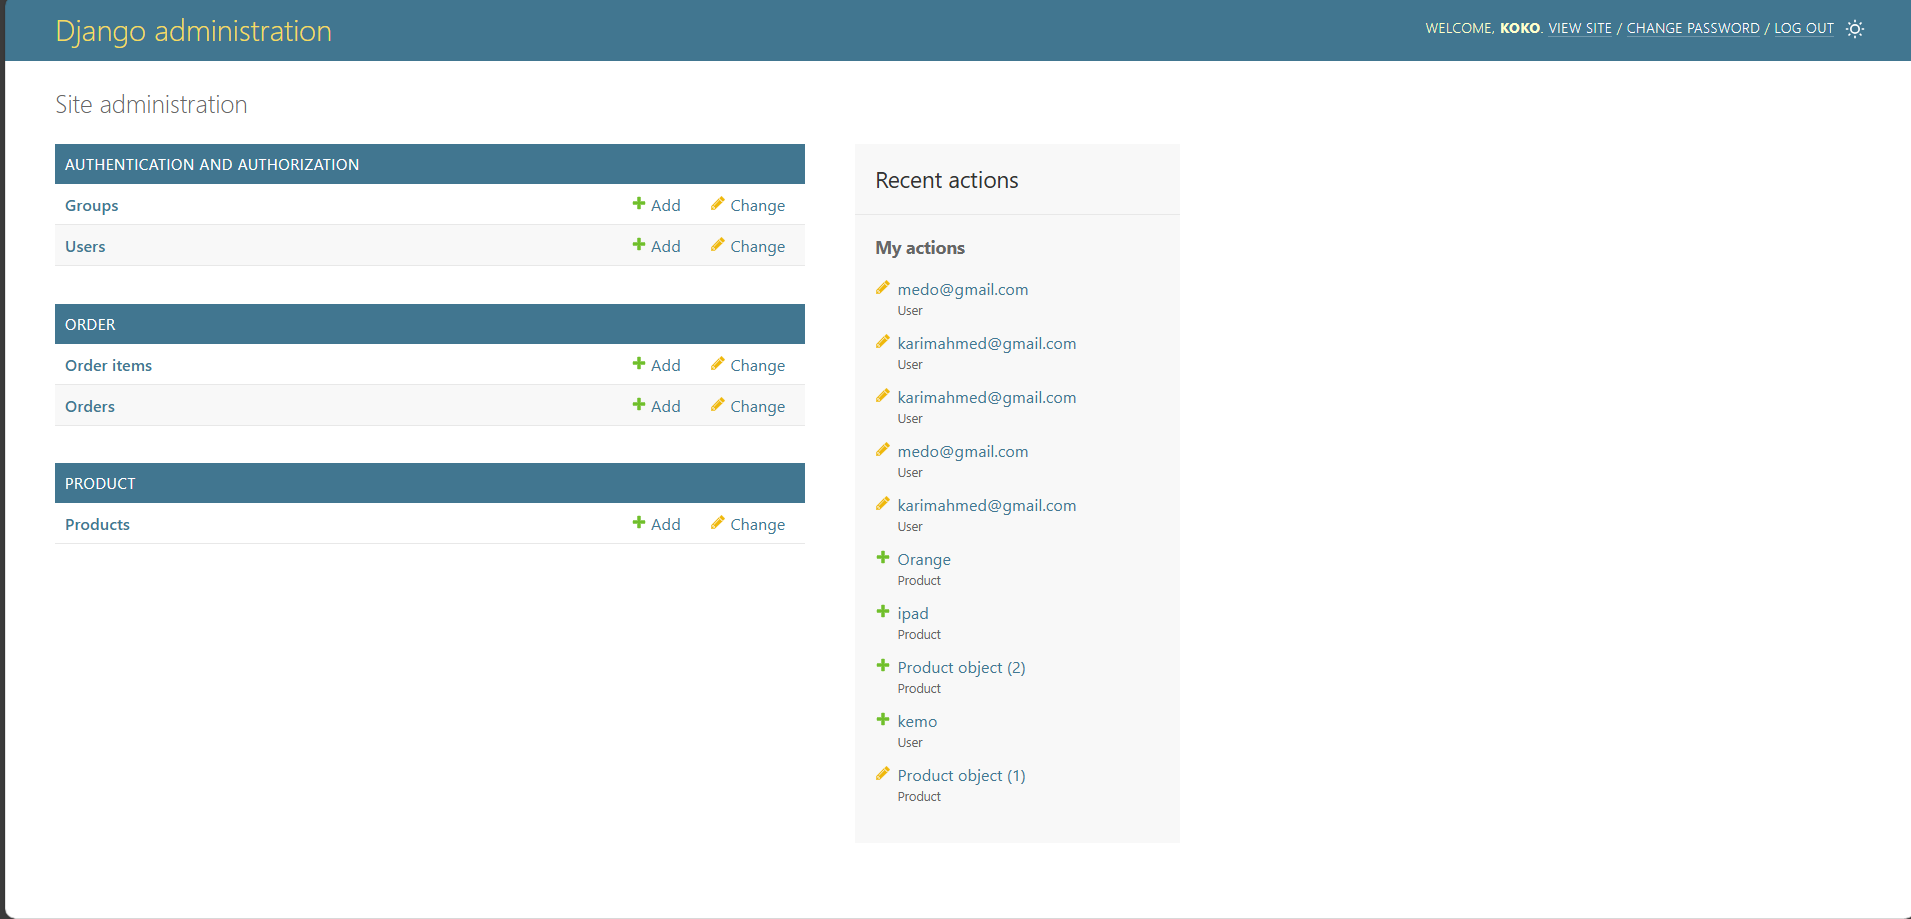 Django administration
WELCOME, KOKO. VIEW SITE / CHANGE PASSWORD / LOG OUT
Site administration
AUTHENTICATION AND AUTHORIZATION
Groups Add Change
Users Add Change
ORDER
Order items Add Change
Orders Add Change
PRODUCT
Products Add Change
Recent actions
My actions
medo@gmail.com
User
karimahmed@gmail.com
User
karimahmed@gmail.com
User
medo@gmail.com
User
karimahmed@gmail.com
User
Orange
Product
ipad
Product
Product object (2)
Product
kemo
User
Product object (1)
Product